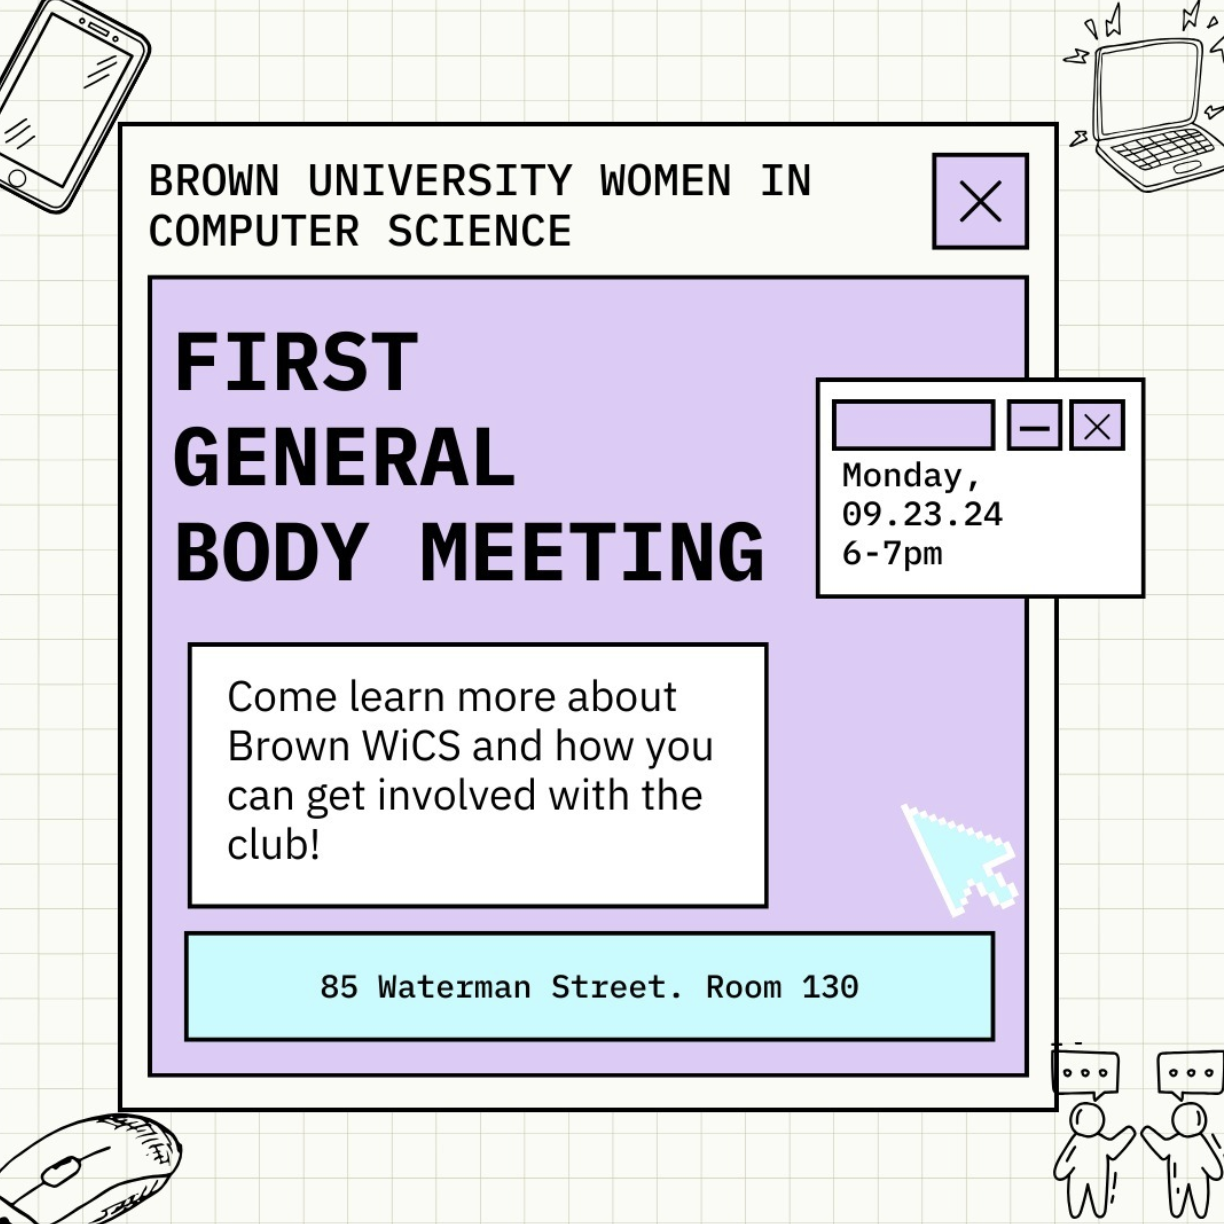 BROWN UNIVERSITY WOMEN IN
COMPUTER SCIENCE
FIRST
GENERAL
BODY MEETING
Monday,
09.23.24
6-7pm
Come learn more about
Brown WiCS and how you
can get involved with the
club!
85 Waterman Street. Room 130